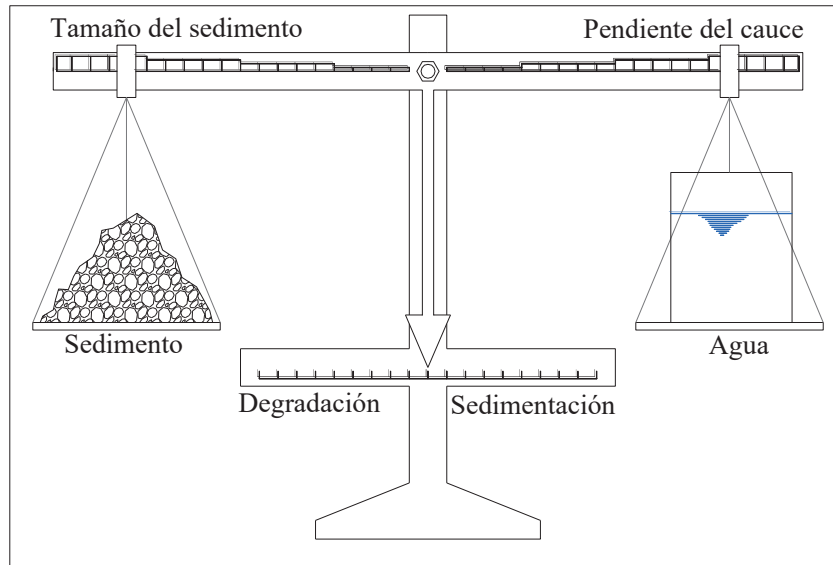 Tamaño del sedimento
Pendiente del cauce
Sedimento
Agua
Degradación
Sedimentación